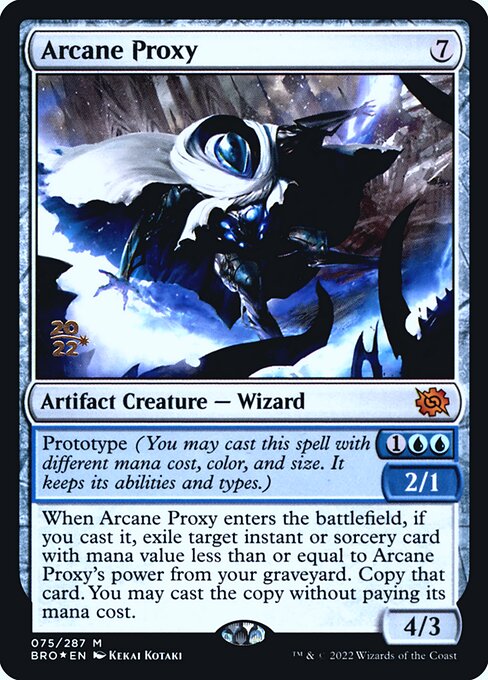 Arcane Proxy 7
20
22
Artifact Creature — Wizard
Prototype (You may cast this spell with 1
different mana cost, color, and size. It
keeps its abilities and types.) 2/1
When Arcane Proxy enters the battlefield, if
you cast it, exile target instant or sorcery card
with mana value less than or equal to Arcane
Proxy's power from your graveyard. Copy that
card. You may cast the copy without paying its
mana cost.
4/3
075/287 M
BRO★EN Kekai Kotaki ™ & © 2022 Wizards of the Coast